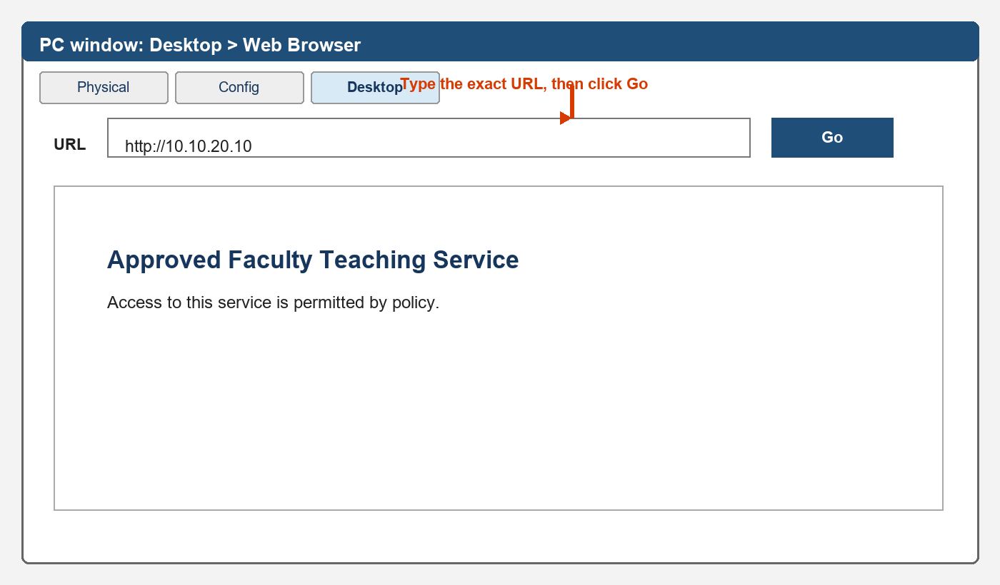 PC window: Desktop > Web Browser
Physical
Config
Desktop
Type the exact URL, then click Go
URL
http://10.10.20.10
Go
Approved Faculty Teaching Service
Access to this service is permitted by policy.